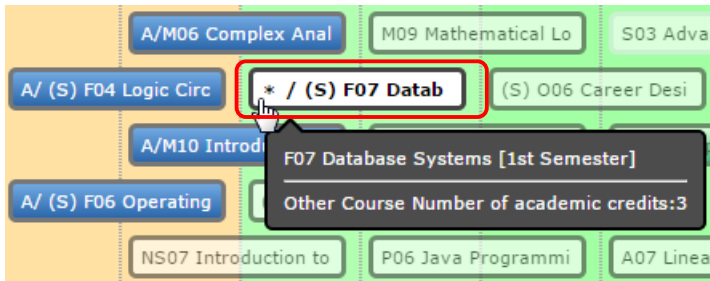 A/M06 Complex Anal
M09 Mathematical Lo
S03 Adva
A/ (S) F04 Logic Circ
* / (S) F07 Datab
(S) O06 Career Desi
A/M10 Introd
F07 Database Systems [1st Semester]
A/ (S) F06 Operating
Other Course Number of academic credits:3
NS07 Introduction to
P06 Java Programmi
A07 Linea